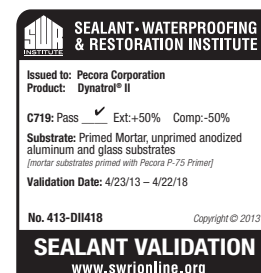 SWR
INSTITUTE
SEALANT • WATERPROOFING
& RESTORATION INSTITUTE
Issued to: Pecora Corporation
Product: Dynatrol® II
C719: Pass ✔ Ext:+50% Comp:-50%
Substrate: Primed Mortar, unprimed anodized
aluminum and glass substrates
[mortar substrates primed with Pecora P-75 Primer]
Validation Date: 4/23/13 – 4/22/18
No. 413-DII418 Copyright © 2013
SEALANT VALIDATION
www.swrionline.org